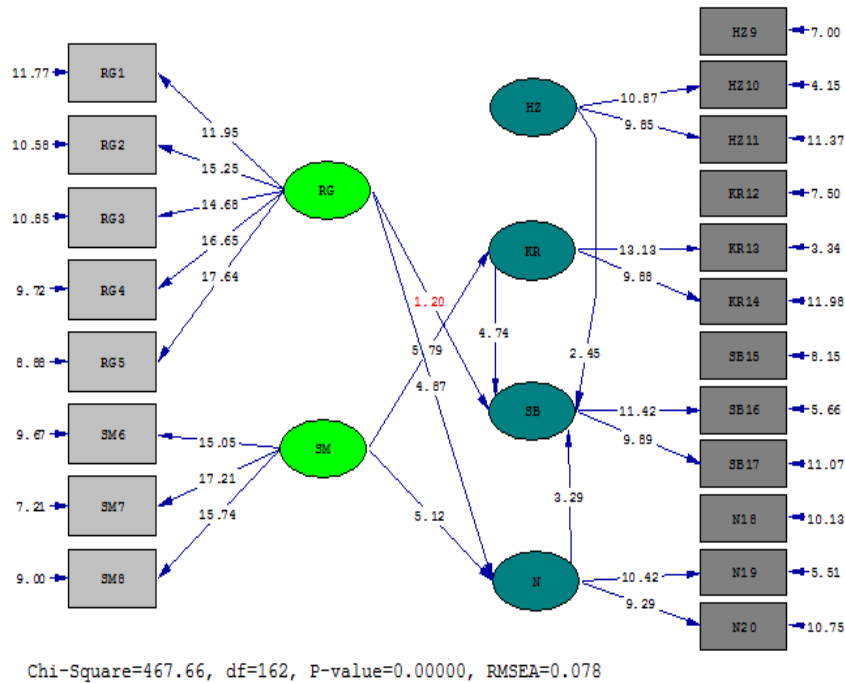 11.77
RG1
10.58
RG2
10.85
RG3
9.72
RG4
8.88
RG5
9.67
SM6
7.21
SM7
9.00
SM8
11.95
15.25
14.68
16.65
17.64
15.05
17.21
15.74
RG
SM
1.20
5.79
4.87
5.12
HZ
KR
SB
N
4.74
2.45
3.29
10.87
9.85
13.13
9.88
11.42
9.89
10.42
9.29
HZ9
7.00
HZ10
4.15
HZ11
11.37
KR12
7.50
KR13
3.34
KR14
11.98
SB15
8.15
SB16
5.66
SB17
11.07
N18
10.13
N19
5.51
N20
10.75
Chi-Square=467.66, df=162, P-value=0.00000, RMSEA=0.078